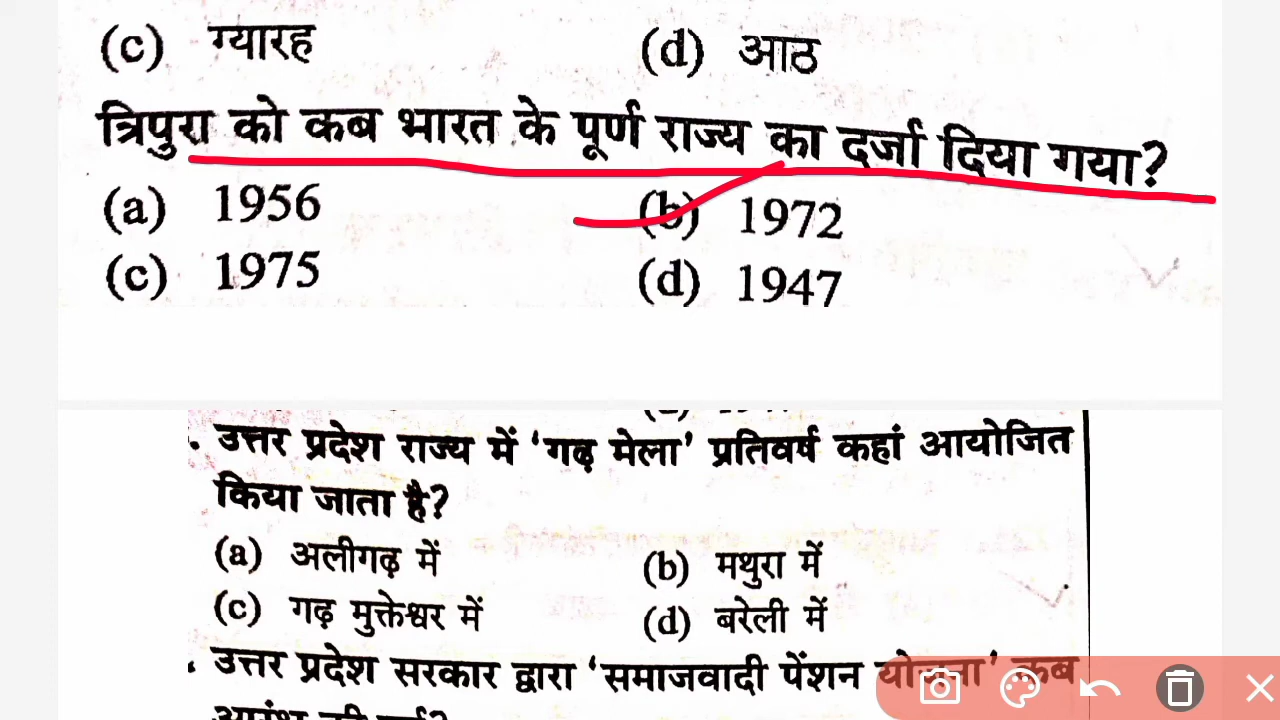 (c) ग्यारह (d) आठ
त्रिपुरा को कब भारत के पूर्ण राज्य का दर्जा दिया गया?
(a) 1956 (b) 1972
(c) 1975 (d) 1947
. उत्तर प्रदेश राज्य में 'गढ़ मेला' प्रतिवर्ष कहां आयोजित
किया जाता है?
(a) अलीगढ़ में (b) मथुरा में
(c) गढ़ मुक्तेश्वर में (d) बरेली में
. उत्तर प्रदेश सरकार द्वारा 'समाजवादी पेंशन योजना' कब